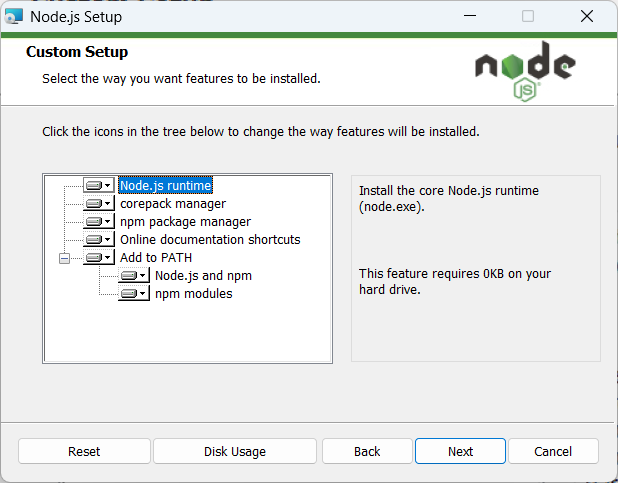 Node.js Setup
Custom Setup
Select the way you want features to be installed.
node
JS
Click the icons in the tree below to change the way features will be installed.
Node.js runtime
corepack manager
npm package manager
Online documentation shortcuts
Add to PATH
Node.js and npm
npm modules
Install the core Node.js runtime
(node.exe).
This feature requires 0KB on your
hard drive.
Reset
Disk Usage
Back
Next
Cancel